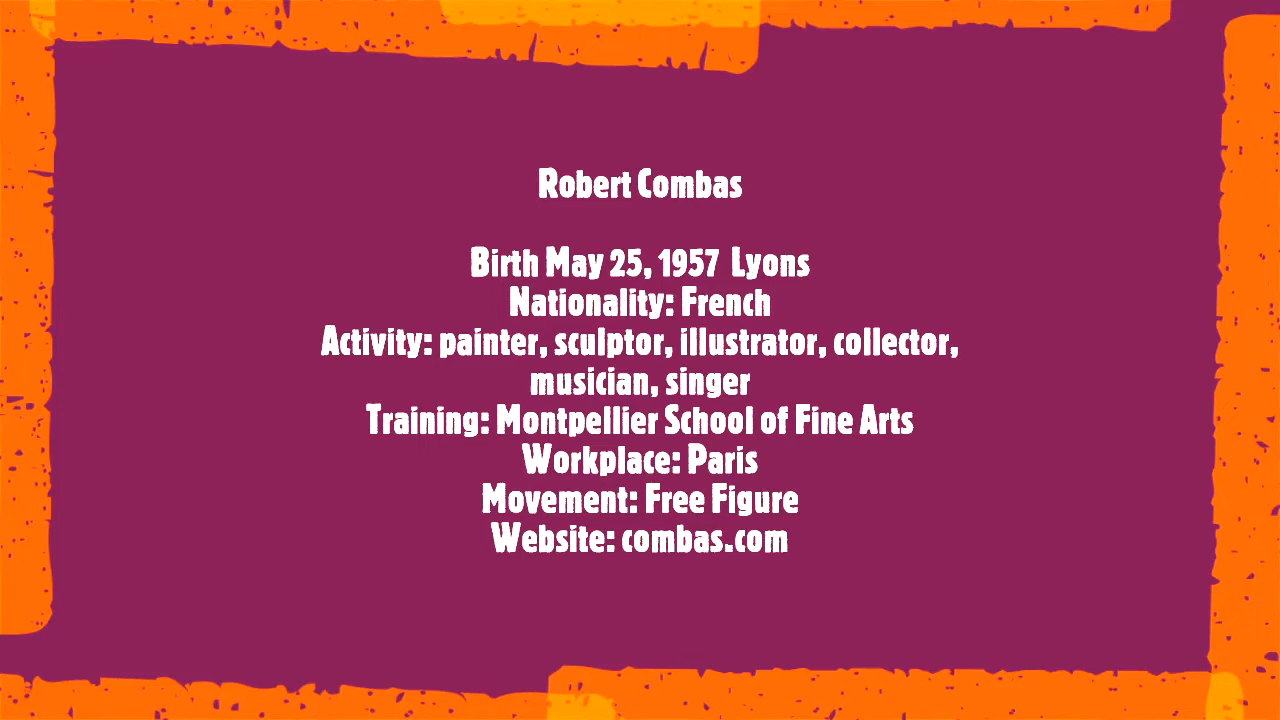 Robert Combas
Birth May 25, 1957 Lyons
Nationality: French
Activity: painter, sculptor, illustrator, collector,
musician, singer
Training: Montpellier School of Fine Arts
Workplace: Paris
Movement: Free Figure
Website: combas.com